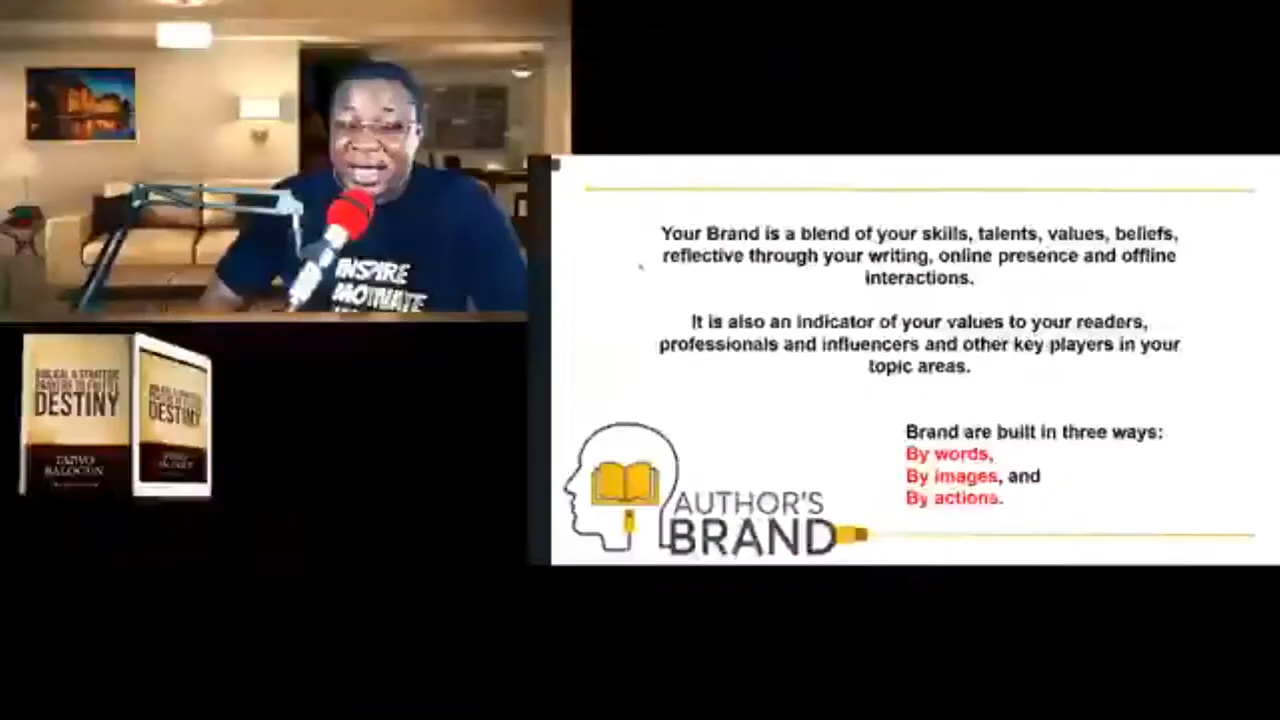 INSPIRE
MOTIVATE
DESTINY
DESTINY
Your Brand is a blend of your skills, talents, values, beliefs,
reflective through your writing, online presence and offline
interactions.
It is also an indicator of your values to your readers,
professionals and influencers and other key players in your
topic areas.
Brand are built in three ways:
By words,
By images, and
By actions.
AUTHOR'S
BRAND